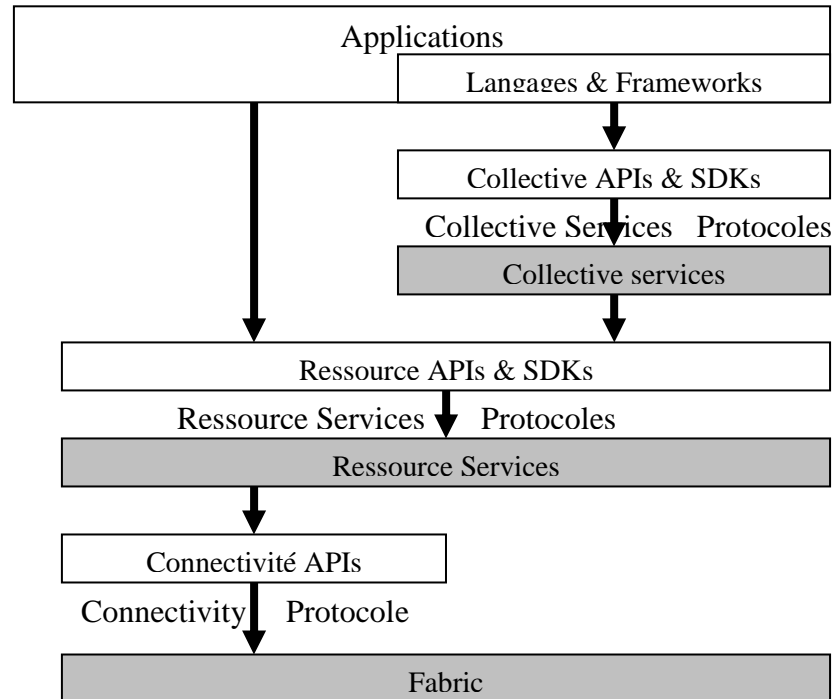 Applications
Langages & Frameworks
Collective APIs & SDKs
Collective Services Protocoles
Collective services
Ressource APIs & SDKs
Ressource Services Protocoles
Ressource Services
Connectivité APIs
Connectivity Protocole
Fabric